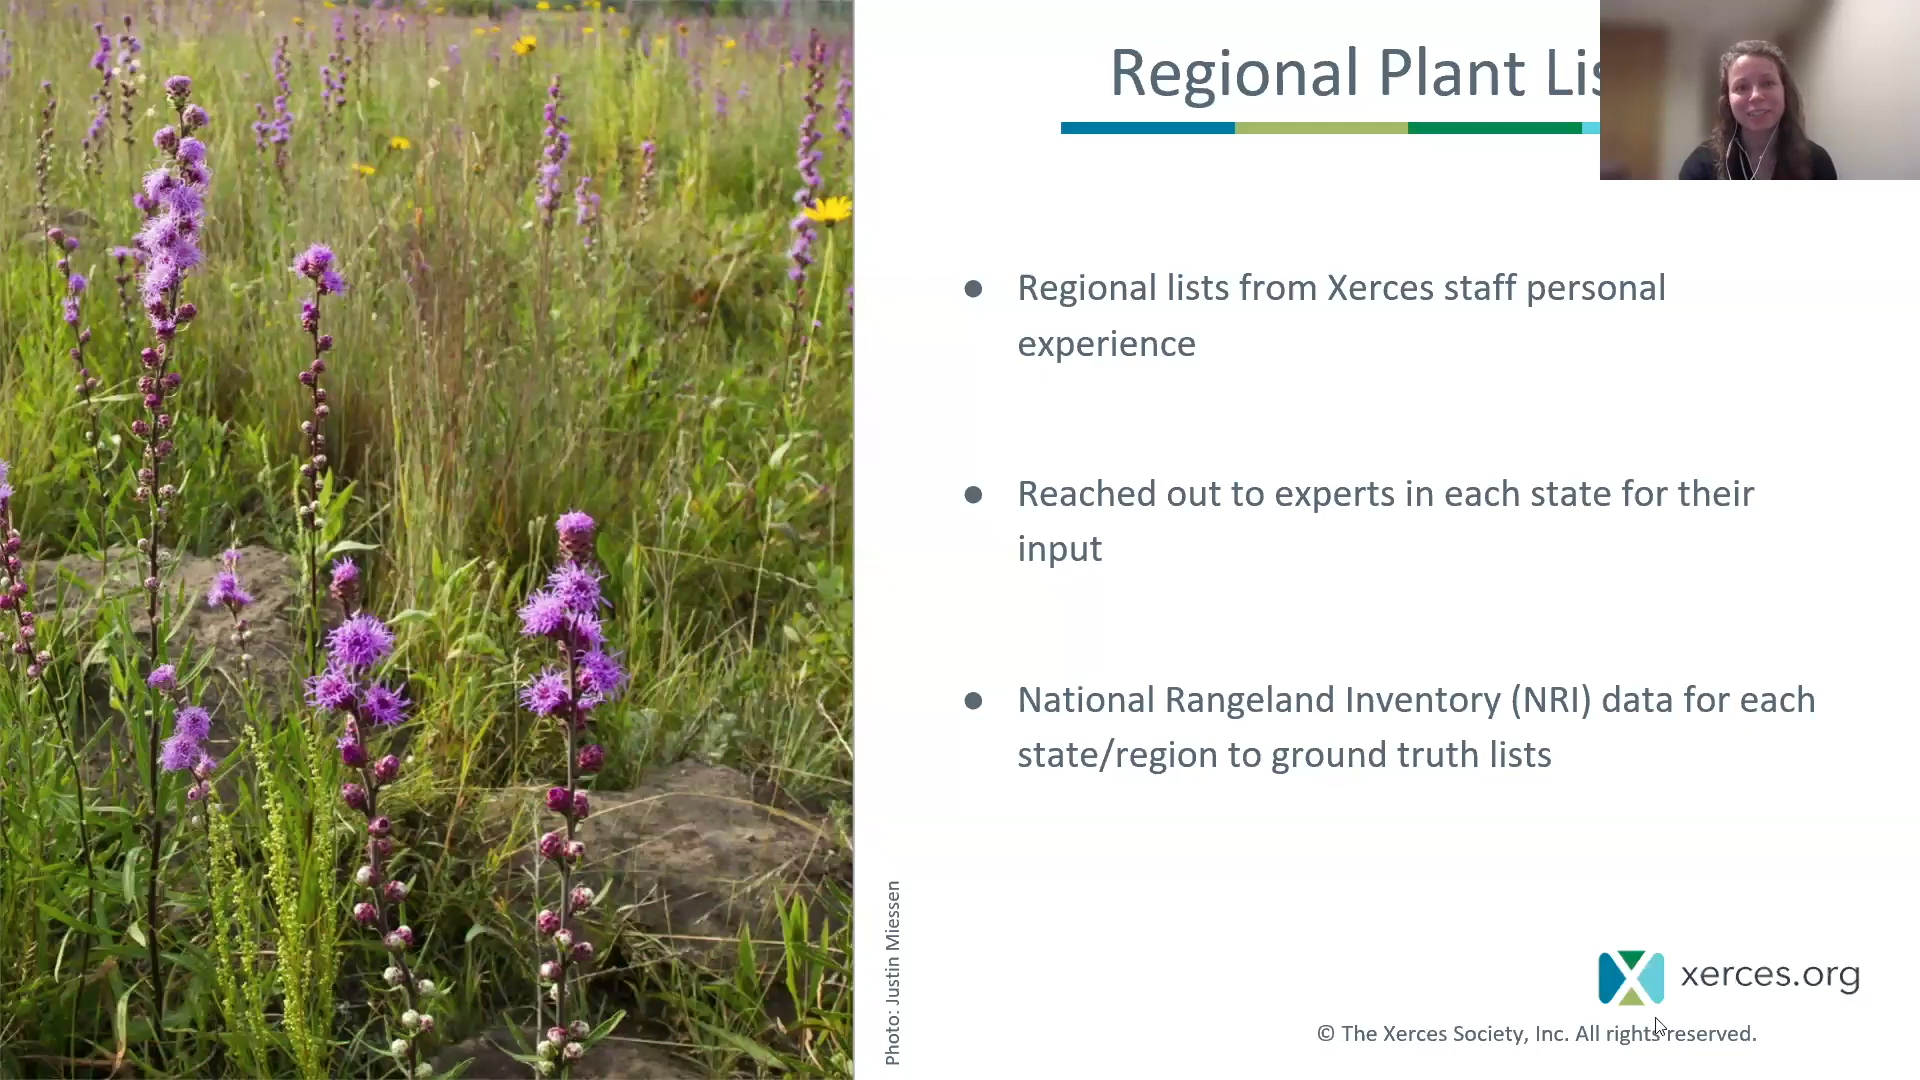 Regional Plant Lis
● Regional lists from Xerces staff personal
experience
● Reached out to experts in each state for their
input
● National Rangeland Inventory (NRI) data for each
state/region to ground truth lists
Photo: Justin Miessen
xerces.org
© The Xerces Society, Inc. All rights reserved.